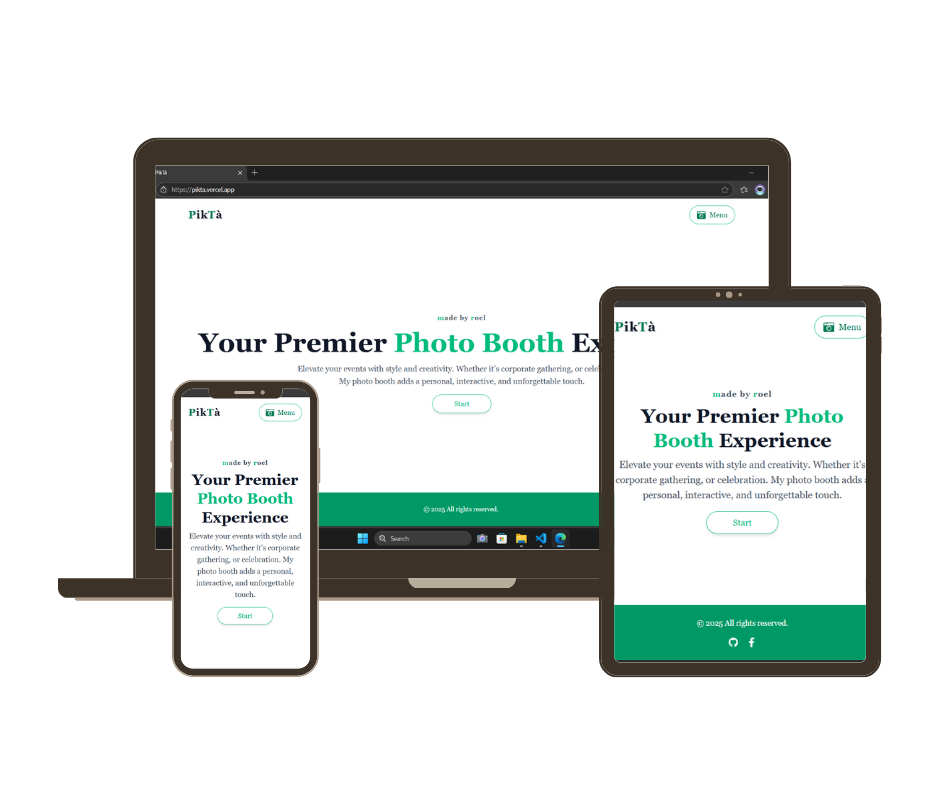 PikTà
https://pikta.vercel.app
PikTà
Menu
made by roel
Your Premier Photo Booth Ex
Elevate your events with style and creativity. Whether it's corporate gathering, or cele
My photo booth adds a personal, interactive, and unforgettable touch.
Start
© 2025 All rights reserved.
Search
PikTà
Menu
made by roel
Your Premier
Photo Booth
Experience
Elevate your events with style and
creativity. Whether it's corporate
gathering, or celebration. My
photo booth adds a personal,
interactive, and unforgettable
touch.
Start
PikTà
Menu
made by roel
Your Premier Photo
Booth Experience
Elevate your events with style and creativity. Whether it's
corporate gathering, or celebration. My photo booth adds a
personal, interactive, and unforgettable touch.
Start
© 2025 All rights reserved.